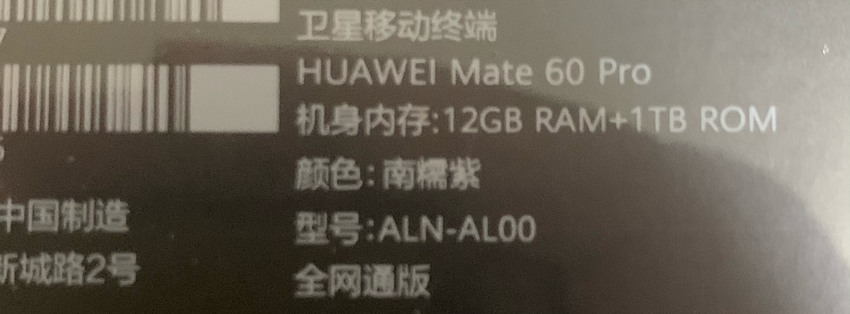 卫星移动终端
HUAWEI Mate 60 Pro
机身内存:12GB RAM+1TB ROM
颜色:南糯紫
型号:ALN-AL00
全网通版
中国制造
新城路2号